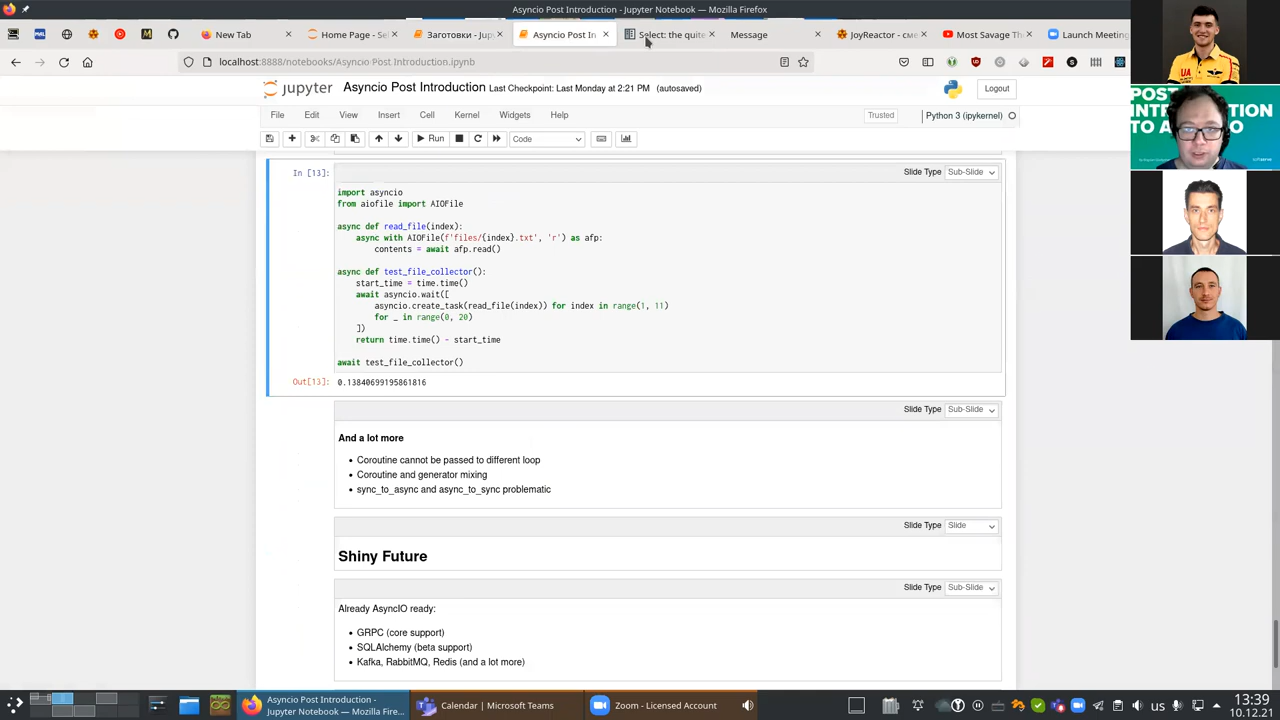 Asyncio Post Introduction - Jupyter Notebook — Mozilla Firefox
New Tab
Home Page - Sel
Заготовки - Jup
Asyncio Post In
Select: the quite
Message
JoyReactor - см
Most Savage Th
Launch Meeting
localhost:8888/notebooks/Asyncio Post Introduction.ipynb
jupyter Asyncio Post Introduction Last Checkpoint: Last Monday at 2:21 PM (autosaved)
Logout
File Edit View Insert Cell Kernel Widgets Help
Trusted
Python 3 (ipykernel)
Run
Code
Slide Type Sub-Slide
In [13]:
import asyncio
from aiofile import AIOFile
async def read_file(index):
async with AIOFile(f'files/{index}.txt', 'r') as afp:
contents = await afp.read()
async def test_file_collector():
start_time = time.time()
await asyncio.wait([
asyncio.create_task(read_file(index)) for index in range(1, 11)
for _ in range(0, 20)
])
return time.time() - start_time
await test_file_collector()
Out[13]: 0.13840699195861816
Slide Type Sub-Slide
And a lot more
• Coroutine cannot be passed to different loop
• Coroutine and generator mixing
• sync_to_async and async_to_sync problematic
Slide Type Slide
Shiny Future
Slide Type Sub-Slide
Already AsyncIO ready:
• GRPC (core support)
• SQLAlchemy (beta support)
• Kafka, RabbitMQ, Redis (and a lot more)
Asyncio Post Introduction -
Jupyter Notebook — Mozilla Firef...
Calendar | Microsoft Teams
Zoom - Licensed Account
13:39
10.12.21
UA
POST
TO A
softserve